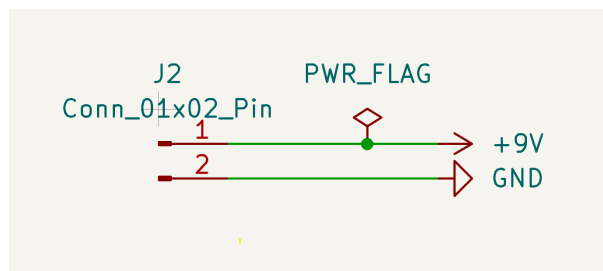 J2
PWR_FLAG
Conn_01x02_Pin
1
+9V
2
GND